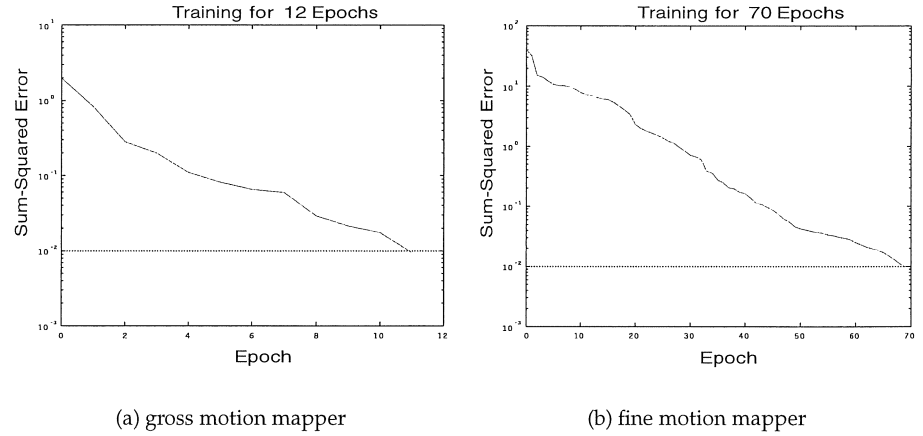 Training for 12 Epochs
10^1
10^0
10^-1
10^-2
10^-3
Sum-Squared Error
0 2 4 6 8 10 12
Epoch
(a) gross motion mapper
Training for 70 Epochs
10^2
10^1
10^0
10^-1
10^-2
10^-3
Sum-Squared Error
0 10 20 30 40 50 60 70
Epoch
(b) fine motion mapper